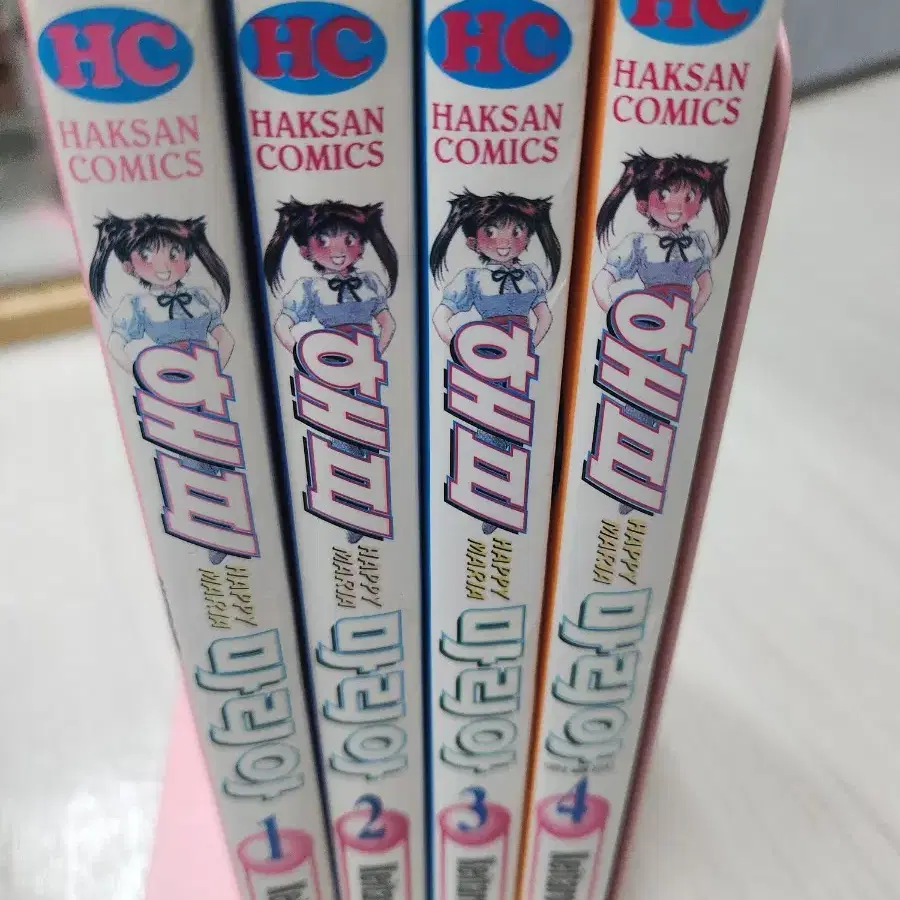 HC
HAKSAN
COMICS
해피
HAPPY
MARIA
마리아
1
HC
HAKSAN
COMICS
해피
HAPPY
MARIA
마리아
2
HC
HAKSAN
COMICS
해피
HAPPY
MARIA
마리아
3
HC
HAKSAN
COMICS
해피
HAPPY
MARIA
마리아
4